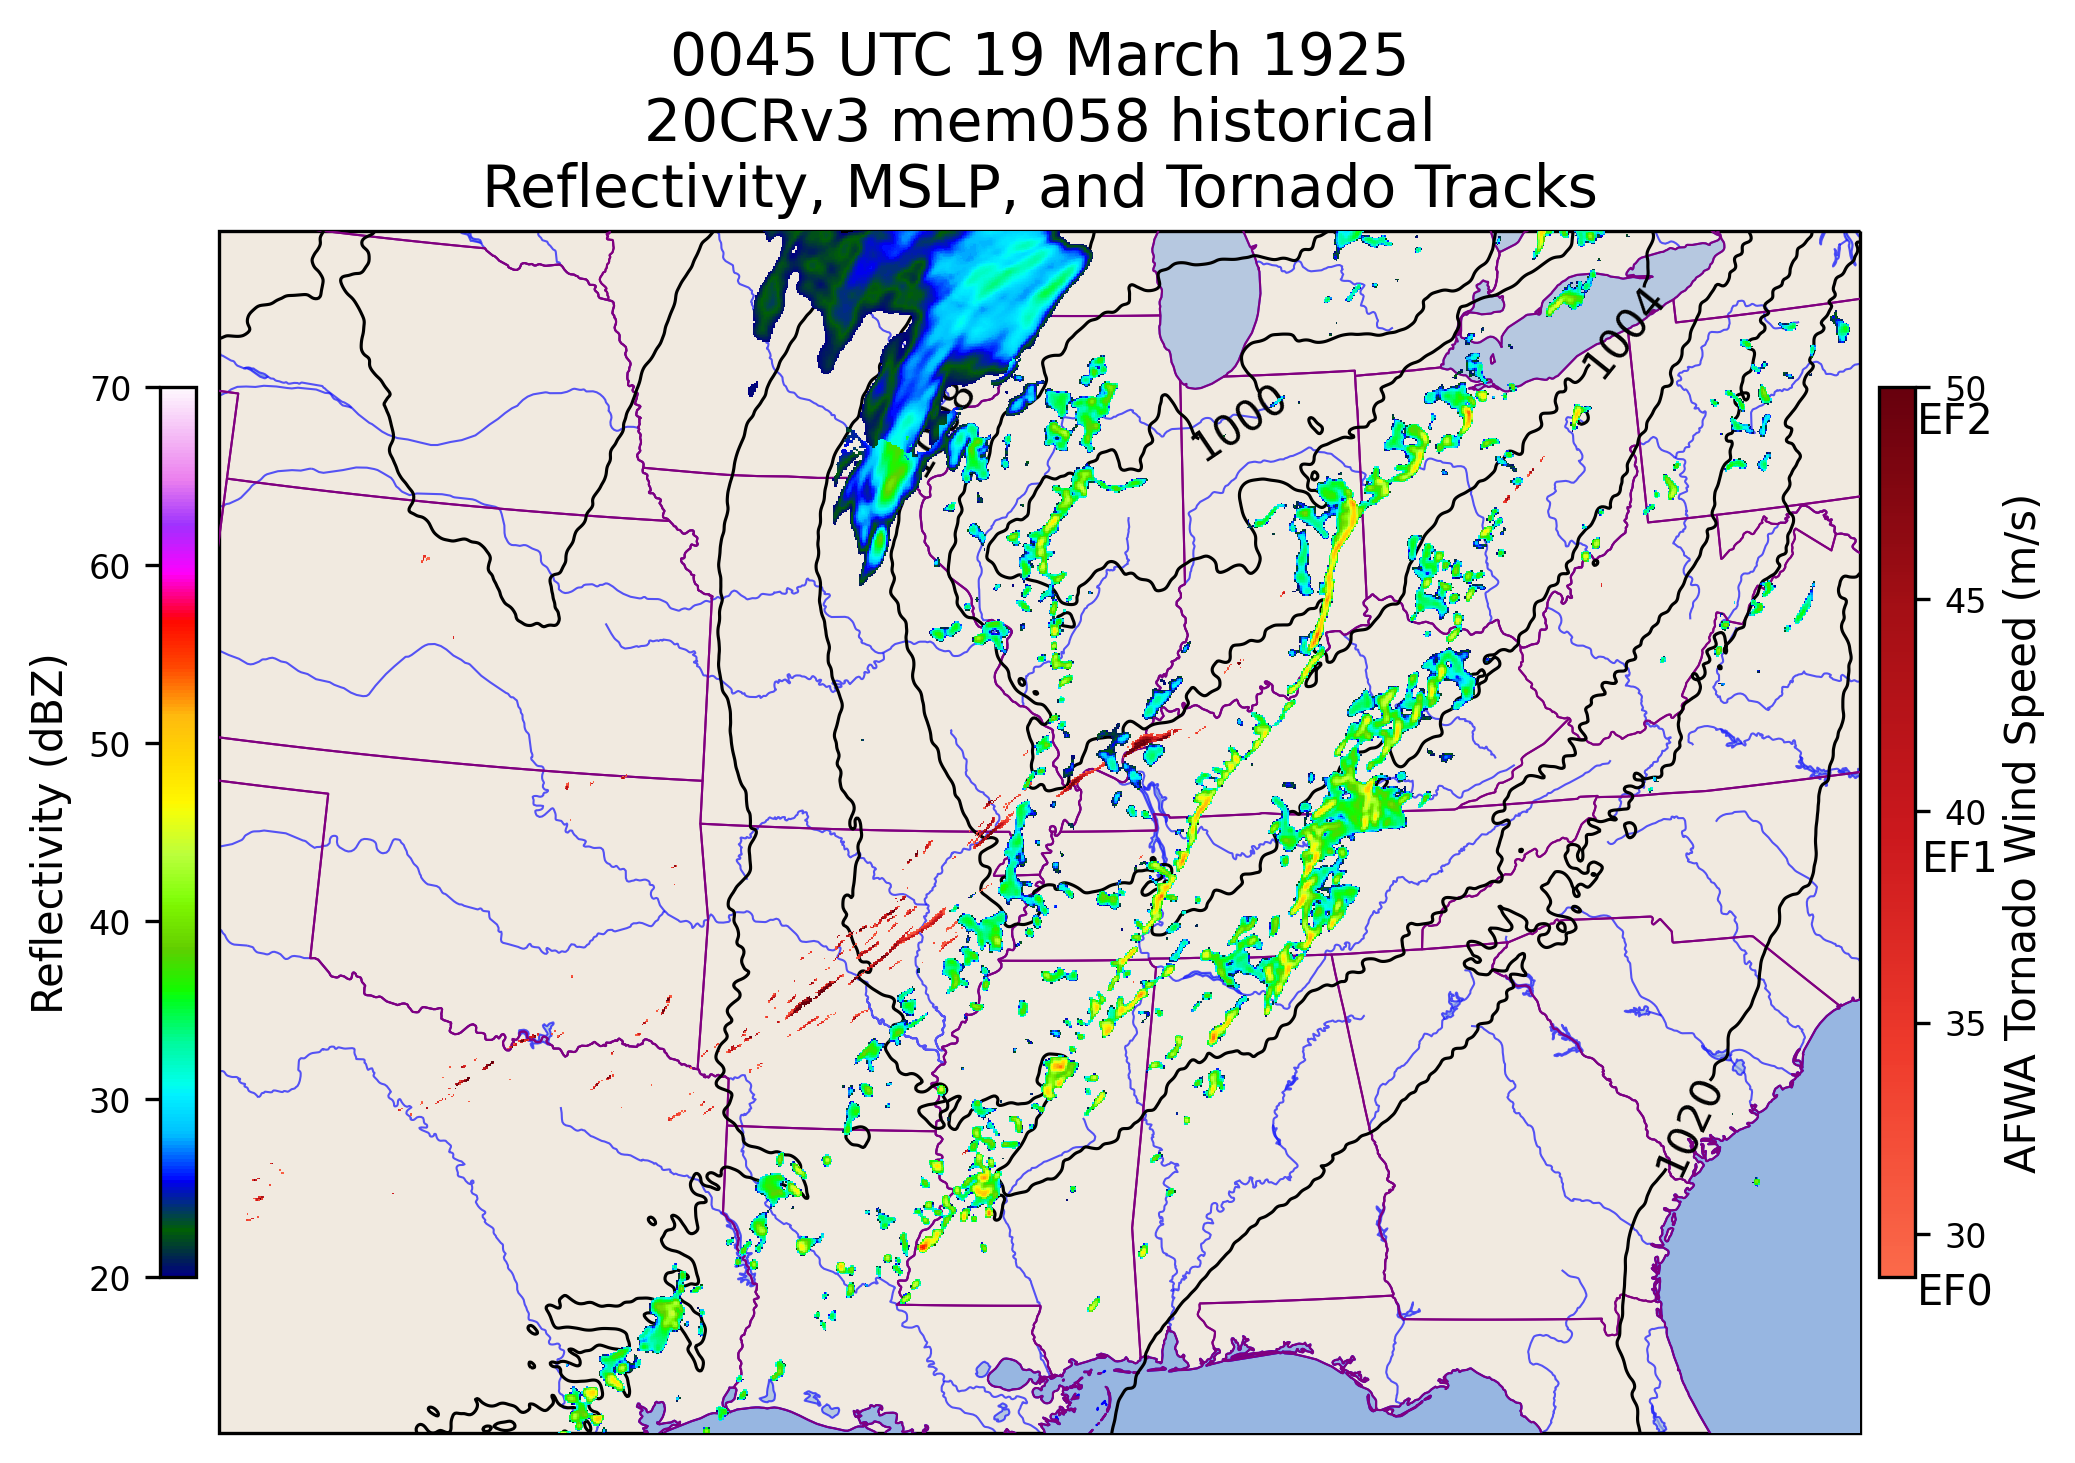 0045 UTC 19 March 1925
20CRv3 mem058 historical
Reflectivity, MSLP, and Tornado Tracks
Reflectivity (dBZ)
70
60
50
40
30
20
1004
1000
1020
50
EF2
45
40
EF1
35
30
EF0
AFWA Tornado Wind Speed (m/s)